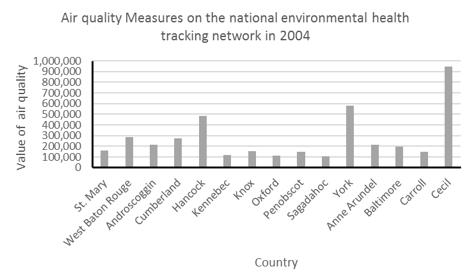 Air quality Measures on the national environmental health
tracking network in 2004
Value of air quality
1,000,000
900,000
800,000
700,000
600,000
500,000
400,000
300,000
200,000
100,000
0
St. Mary
West Baton Rouge
Androscoggin
Cumberland
Hancock
Kennebec
Knox
Oxford
Penobscot
Sagadahoc
York
Anne Arundel
Baltimore
Carroll
Cecil
Country